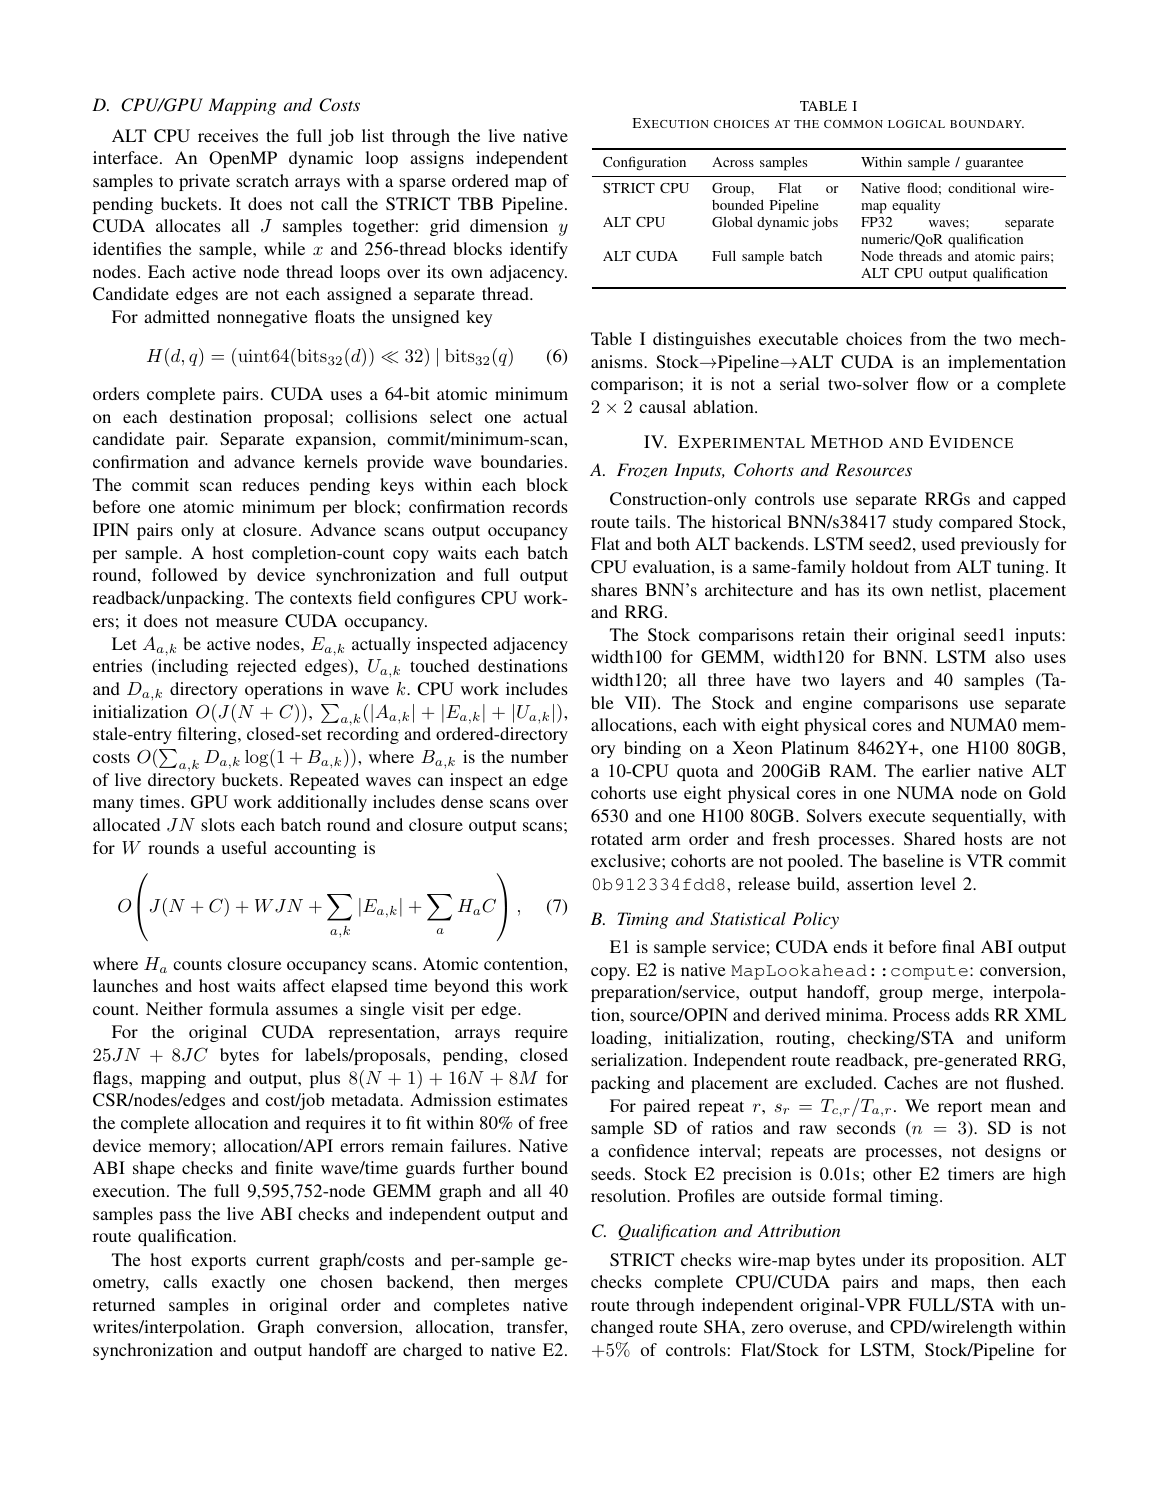 D. CPU/GPU Mapping and Costs
ALT CPU receives the full job list through the live native
interface. An OpenMP dynamic loop assigns independent
samples to private scratch arrays with a sparse ordered map of
pending buckets. It does not call the STRICT TBB Pipeline.
CUDA allocates all J samples together: grid dimension y
identifies the sample, while x and 256-thread blocks identify
nodes. Each active node thread loops over its own adjacency.
Candidate edges are not each assigned a separate thread.
For admitted nonnegative floats the unsigned key
H(d, q) = (uint64(bits₃₂(d)) ≪ 32) | bits₃₂(q) (6)
orders complete pairs. CUDA uses a 64-bit atomic minimum
on each destination proposal; collisions select one actual
candidate pair. Separate expansion, commit/minimum-scan,
confirmation and advance kernels provide wave boundaries.
The commit scan reduces pending keys within each block
before one atomic minimum per block; confirmation records
IPIN pairs only at closure. Advance scans output occupancy
per sample. A host completion-count copy waits each batch
round, followed by device synchronization and full output
readback/unpacking. The contexts field configures CPU work-
ers; it does not measure CUDA occupancy.
Let A_{a,k} be active nodes, E_{a,k} actually inspected adjacency
entries (including rejected edges), U_{a,k} touched destinations
and D_{a,k} directory operations in wave k. CPU work includes
initialization O(J(N + C)), ∑_{a,k}(|A_{a,k}| + |E_{a,k}| + |U_{a,k}|),
stale-entry filtering, closed-set recording and ordered-directory
costs O(∑_{a,k} D_{a,k} log(1 + B_{a,k})), where B_{a,k} is the number
of live directory buckets. Repeated waves can inspect an edge
many times. GPU work additionally includes dense scans over
allocated JN slots each batch round and closure output scans;
for W rounds a useful accounting is
O(J(N + C) + WJN + ∑_{a,k} |E_{a,k}| + ∑_a H_aC), (7)
where H_a counts closure occupancy scans. Atomic contention,
launches and host waits affect elapsed time beyond this work
count. Neither formula assumes a single visit per edge.
For the original CUDA representation, arrays require
25JN + 8JC bytes for labels/proposals, pending, closed
flags, mapping and output, plus 8(N + 1) + 16N + 8M for
CSR/nodes/edges and cost/job metadata. Admission estimates
the complete allocation and requires it to fit within 80% of free
device memory; allocation/API errors remain failures. Native
ABI shape checks and finite wave/time guards further bound
execution. The full 9,595,752-node GEMM graph and all 40
samples pass the live ABI checks and independent output and
route qualification.
The host exports current graph/costs and per-sample ge-
ometry, calls exactly one chosen backend, then merges
returned samples in original order and completes native
writes/interpolation. Graph conversion, allocation, transfer,
synchronization and output handoff are charged to native E2.
TABLE I
EXECUTION CHOICES AT THE COMMON LOGICAL BOUNDARY.
Configuration Across samples Within sample / guarantee
STRICT CPU Group, Flat or Native flood; conditional wire-
bounded Pipeline map equality
ALT CPU Global dynamic jobs FP32 waves; separate
numeric/QoR qualification
ALT CUDA Full sample batch Node threads and atomic pairs;
ALT CPU output qualification
Table I distinguishes executable choices from the two mech-
anisms. Stock→Pipeline→ALT CUDA is an implementation
comparison; it is not a serial two-solver flow or a complete
2 × 2 causal ablation.
IV. EXPERIMENTAL METHOD AND EVIDENCE
A. Frozen Inputs, Cohorts and Resources
Construction-only controls use separate RRGs and capped
route tails. The historical BNN/s38417 study compared Stock,
Flat and both ALT backends. LSTM seed2, used previously for
CPU evaluation, is a same-family holdout from ALT tuning. It
shares BNN's architecture and has its own netlist, placement
and RRG.
The Stock comparisons retain their original seed1 inputs:
width100 for GEMM, width120 for BNN. LSTM also uses
width120; all three have two layers and 40 samples (Ta-
ble VII). The Stock and engine comparisons use separate
allocations, each with eight physical cores and NUMA0 mem-
ory binding on a Xeon Platinum 8462Y+, one H100 80GB,
a 10-CPU quota and 200GiB RAM. The earlier native ALT
cohorts use eight physical cores in one NUMA node on Gold
6530 and one H100 80GB. Solvers execute sequentially, with
rotated arm order and fresh processes. Shared hosts are not
exclusive; cohorts are not pooled. The baseline is VTR commit
0b912334fdd8, release build, assertion level 2.
B. Timing and Statistical Policy
E1 is sample service; CUDA ends it before final ABI output
copy. E2 is native MapLookahead::compute: conversion,
preparation/service, output handoff, group merge, interpola-
tion, source/OPIN and derived minima. Process adds RR XML
loading, initialization, routing, checking/STA and uniform
serialization. Independent route readback, pre-generated RRG,
packing and placement are excluded. Caches are not flushed.
For paired repeat r, s_r = T_{c,r}/T_{a,r}. We report mean and
sample SD of ratios and raw seconds (n = 3). SD is not
a confidence interval; repeats are processes, not designs or
seeds. Stock E2 precision is 0.01s; other E2 timers are high
resolution. Profiles are outside formal timing.
C. Qualification and Attribution
STRICT checks wire-map bytes under its proposition. ALT
checks complete CPU/CUDA pairs and maps, then each
route through independent original-VPR FULL/STA with un-
changed route SHA, zero overuse, and CPD/wirelength within
+5% of controls: Flat/Stock for LSTM, Stock/Pipeline for